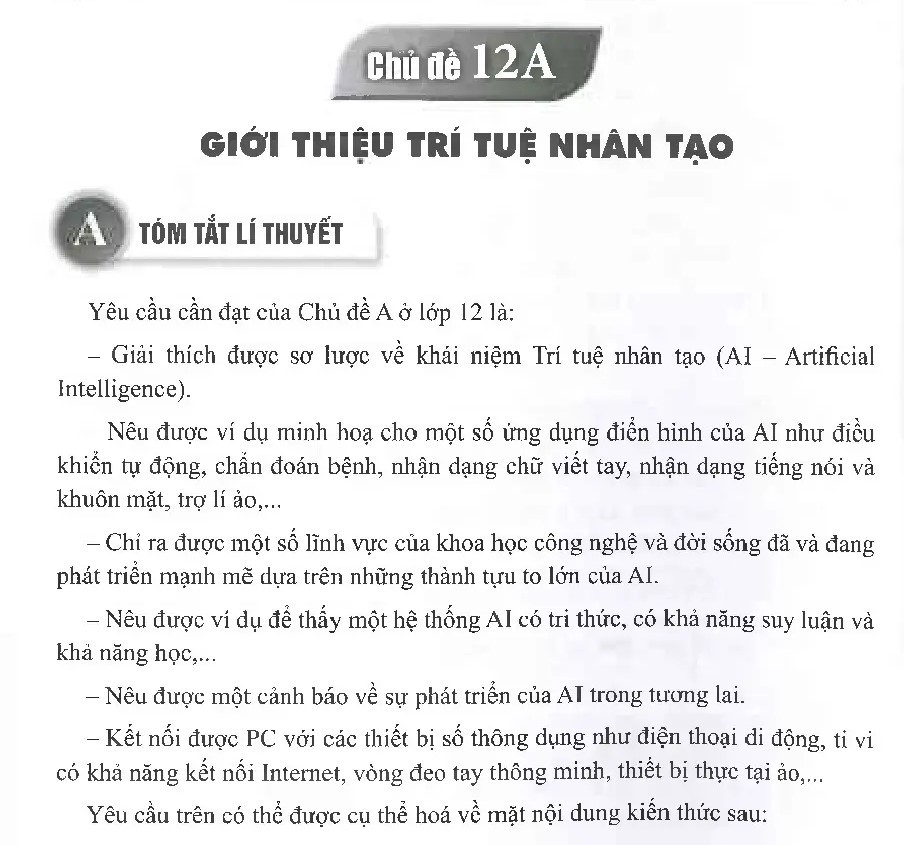 Chủ đề 12A
GIỚI THIỆU TRÍ TUỆ NHÂN TẠO
A TÓM TẮT LÍ THUYẾT
Yêu cầu cần đạt của Chủ đề A ở lớp 12 là:
– Giải thích được sơ lược về khái niệm Trí tuệ nhân tạo (AI – Artificial
Intelligence).
Nêu được ví dụ minh hoạ cho một số ứng dụng điển hình của AI như điều
khiển tự động, chẩn đoán bệnh, nhận dạng chữ viết tay, nhận dạng tiếng nói và
khuôn mặt, trợ lí ảo,...
– Chỉ ra được một số lĩnh vực của khoa học công nghệ và đời sống đã và đang
phát triển mạnh mẽ dựa trên những thành tựu to lớn của AI.
– Nêu được ví dụ để thấy một hệ thống AI có tri thức, có khả năng suy luận và
khả năng học,...
– Nêu được một cảnh báo về sự phát triển của AI trong tương lai.
– Kết nối được PC với các thiết bị số thông dụng như điện thoại di động, ti vi
có khả năng kết nối Internet, vòng đeo tay thông minh, thiết bị thực tại ảo,...
Yêu cầu trên có thể được cụ thể hoá về mặt nội dung kiến thức sau: